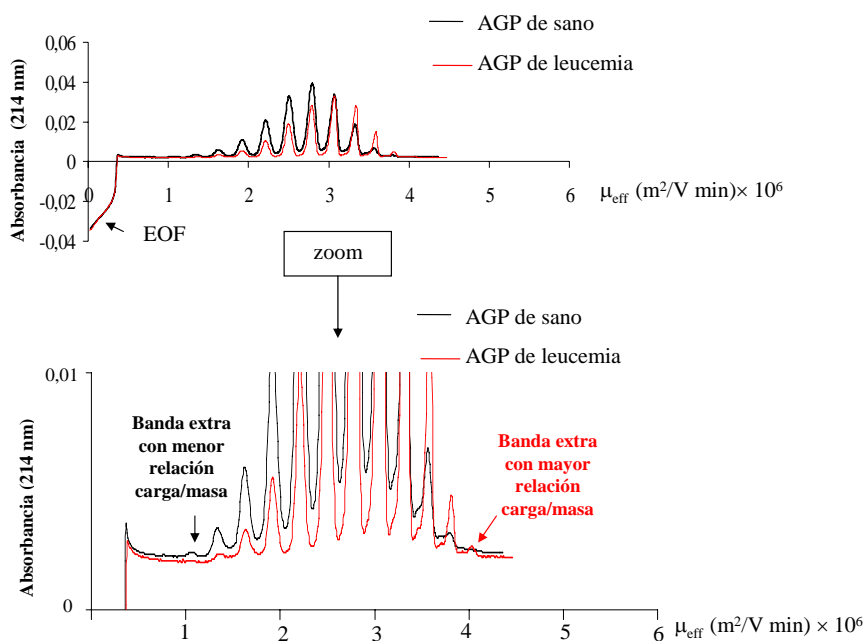 AGP de sano
AGP de leucemia
Absorbancia (214 nm)
0,06
0,04
0,02
0
-0,02
-0,04
0
1
2
3
4
5
6
μeff (m²/V min)× 10⁶
EOF
zoom
AGP de sano
AGP de leucemia
Absorbancia (214 nm)
0,01
0
Banda extra
con menor
relación
carga/masa
Banda extra
con mayor
relación
carga/masa
1
2
3
4
5
6
μeff (m²/V min) × 10⁶